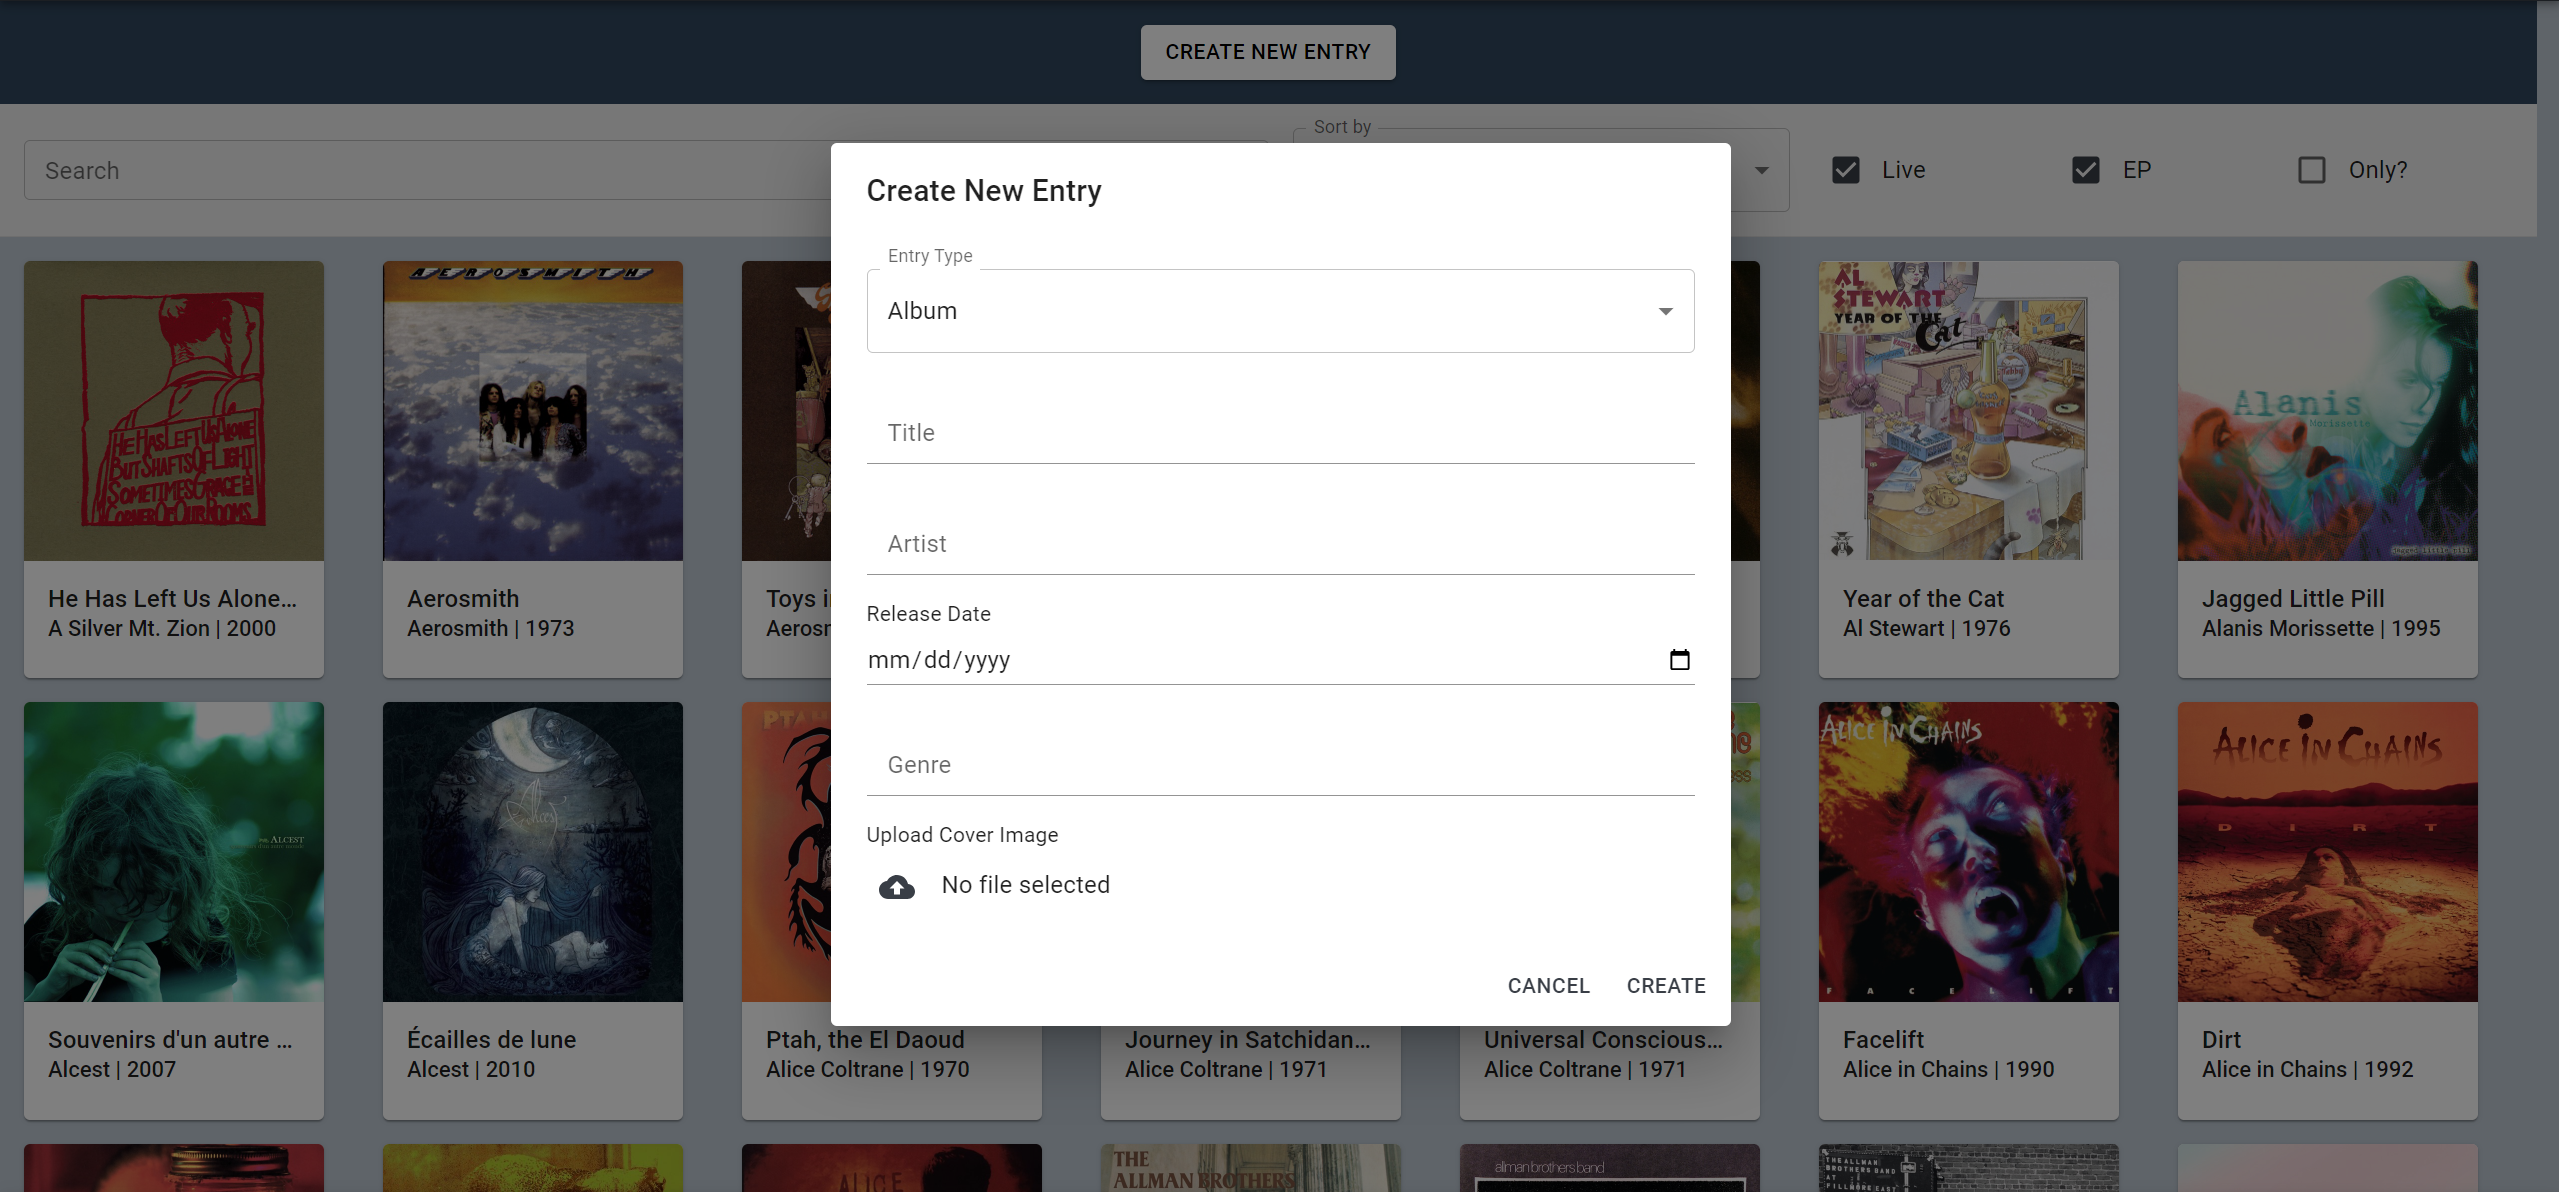 CREATE NEW ENTRY
Search
Sort by
Live
EP
Only?
Create New Entry
Entry Type
Album
Title
Artist
Release Date
mm/dd/yyyy
Genre
Upload Cover Image
No file selected
CANCEL
CREATE
HE HAS LEFT US ALONE
BUT SHAFTS OF LIGHT
SOMETIMES GRACE THE
CORNER OF OUR ROOMS
He Has Left Us Alone...
A Silver Mt. Zion | 2000
AEROSMITH
Aerosmith
Aerosmith | 1973
Toys i
Aerosm
AL
STEWART
YEAR OF THE
Cat
Year of the Cat
Al Stewart | 1976
Alanis
Morissette
jagged little pill
Jagged Little Pill
Alanis Morissette | 1995
ALCEST
Souvenirs d'un autre ...
Alcest | 2007
Alcest
Écailles de lune
Alcest | 2010
PTAH
Ptah, the El Daoud
Alice Coltrane | 1970
Journey in Satchidan...
Alice Coltrane | 1971
Universal Conscious...
Alice Coltrane | 1971
ALICE IN CHAINS
FACELIFT
Facelift
Alice in Chains | 1990
ALICE IN CHAINS
DIRT
Dirt
Alice in Chains | 1992
ALICE
THE
ALLMAN BROTHERS
allman brothers band
THE ALLMAN
BROTHERS BAND
AT
FILLMORE EAST